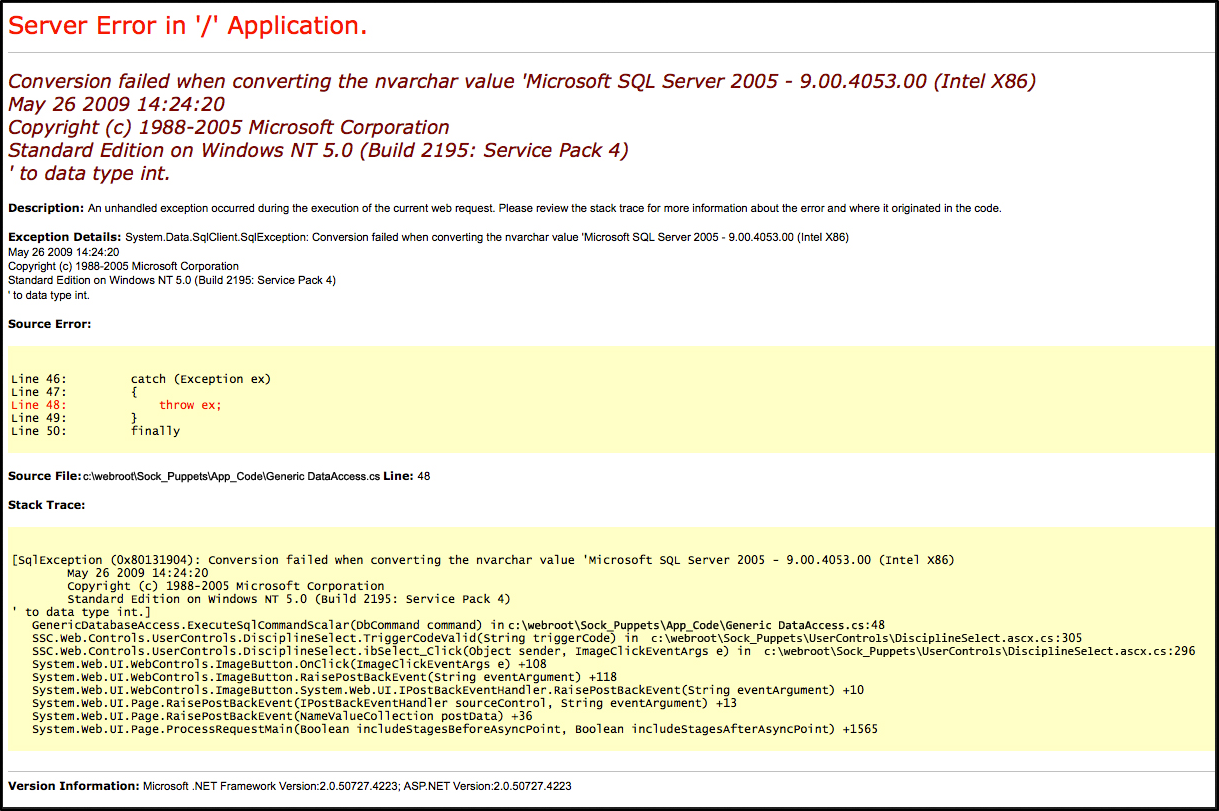 Server Error in '/' Application.
Conversion failed when converting the nvarchar value 'Microsoft SQL Server 2005 - 9.00.4053.00 (Intel X86)
May 26 2009 14:24:20
Copyright (c) 1988-2005 Microsoft Corporation
Standard Edition on Windows NT 5.0 (Build 2195: Service Pack 4)
' to data type int.
Description: An unhandled exception occurred during the execution of the current web request. Please review the stack trace for more information about the error and where it originated in the code.
Exception Details: System.Data.SqlClient.SqlException: Conversion failed when converting the nvarchar value 'Microsoft SQL Server 2005 - 9.00.4053.00 (Intel X86)
May 26 2009 14:24:20
Copyright (c) 1988-2005 Microsoft Corporation
Standard Edition on Windows NT 5.0 (Build 2195: Service Pack 4)
' to data type int.
Source Error:
Line 46:         catch (Exception ex)
Line 47:         {
Line 48:             throw ex;
Line 49:         }
Line 50:         finally
Source File: c:\webroot\Sock_Puppets\App_Code\Generic DataAccess.cs Line: 48
Stack Trace:
[SqlException (0x80131904): Conversion failed when converting the nvarchar value 'Microsoft SQL Server 2005 - 9.00.4053.00 (Intel X86)
May 26 2009 14:24:20
Copyright (c) 1988-2005 Microsoft Corporation
Standard Edition on Windows NT 5.0 (Build 2195: Service Pack 4)
' to data type int.]
GenericDatabaseAccess.ExecuteSqlCommandScalar(DbCommand command) in c:\webroot\Sock_Puppets\App_Code\Generic DataAccess.cs:48
SSC.Web.Controls.UserControls.DisciplineSelect.TriggerCodeValid(String triggerCode) in c:\webroot\Sock_Puppets\UserControls\DisciplineSelect.ascx.cs:305
SSC.Web.Controls.UserControls.DisciplineSelect.ibSelect_Click(Object sender, ImageClickEventArgs e) in c:\webroot\Sock_Puppets\UserControls\DisciplineSelect.ascx.cs:296
System.Web.UI.WebControls.ImageButton.OnClick(ImageClickEventArgs e) +108
System.Web.UI.WebControls.ImageButton.RaisePostBackEvent(String eventArgument) +118
System.Web.UI.WebControls.ImageButton.System.Web.UI.IPostBackEventHandler.RaisePostBackEvent(String eventArgument) +10
System.Web.UI.Page.RaisePostBackEvent(IPostBackEventHandler sourceControl, String eventArgument) +13
System.Web.UI.Page.RaisePostBackEvent(NameValueCollection postData) +36
System.Web.UI.Page.ProcessRequestMain(Boolean includeStagesBeforeAsyncPoint, Boolean includeStagesAfterAsyncPoint) +1565
Version Information: Microsoft .NET Framework Version:2.0.50727.4223; ASP.NET Version:2.0.50727.4223